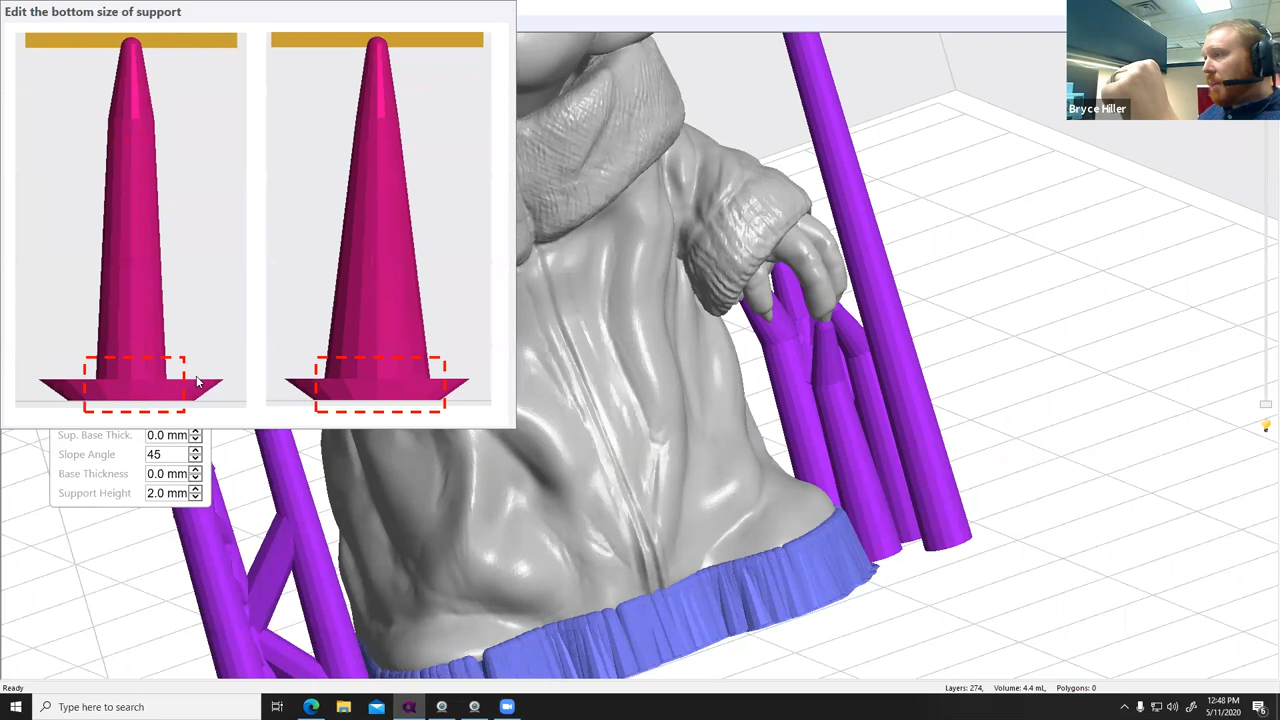 Edit the bottom size of support
Bryce Hiller
Sup. Base Thick. 0.0 mm
Slope Angle 45
Base Thickness 0.0 mm
Support Height 2.0 mm
Ready
Layers: 274, Volume: 4.4 mL, Polygons: 0
Type here to search
12:48 PM
5/11/2020
6